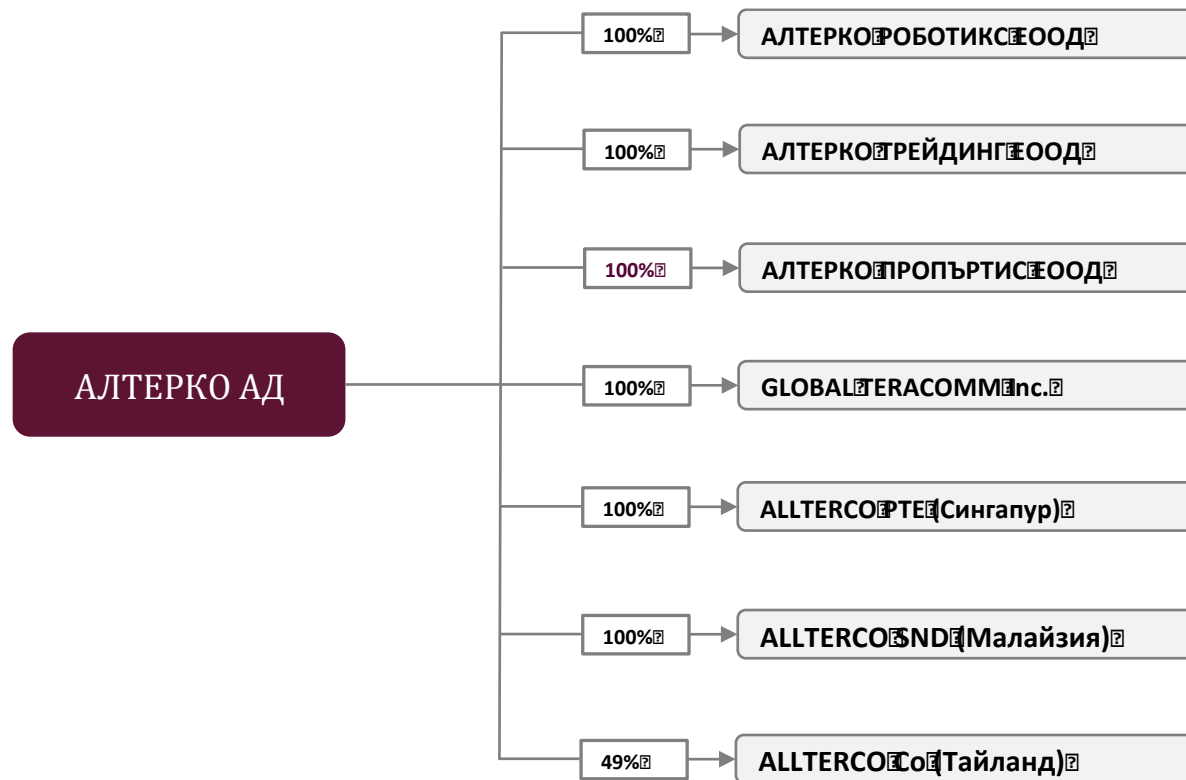 100%
АЛТЕРКО РОБОТИКС ЕООД
100%
АЛТЕРКО ТРЕЙДИНГ ЕООД
100%
АЛТЕРКО ПРОПЪРТИС ЕООД
АЛТЕРКО АД
100%
GLOBAL TERACOMM Inc.
100%
ALLTERCO PTE (Сингапур)
100%
ALLTERCO SND (Малайзия)
49%
ALLTERCO Co (Тайланд)